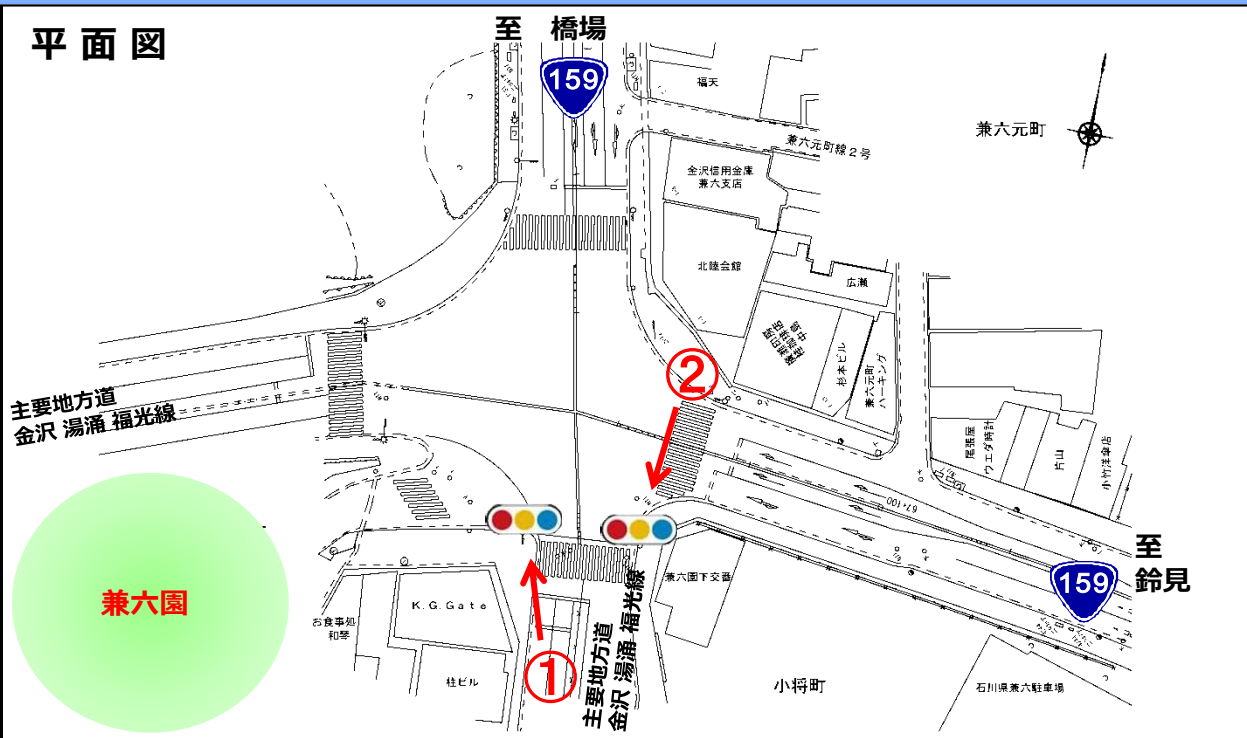 平面図
至 橋場
159
福天
兼六元町
兼六元町線2号
金沢信用金庫
兼六支店
北陸会館
広瀬
中島
杉本ビル
兼六元町
パーキング
主要地方道
金沢 湯涌 福光線
②
尾張屋
ウエダ時計
片山
小竹洋傘店
61.100
至
鈴見
159
兼六園
お食事処
和琴
K.G.Gate
桂ビル
①
主要地方道
金沢 湯涌 福光線
兼六園下交番
小将町
石川県兼六駐車場